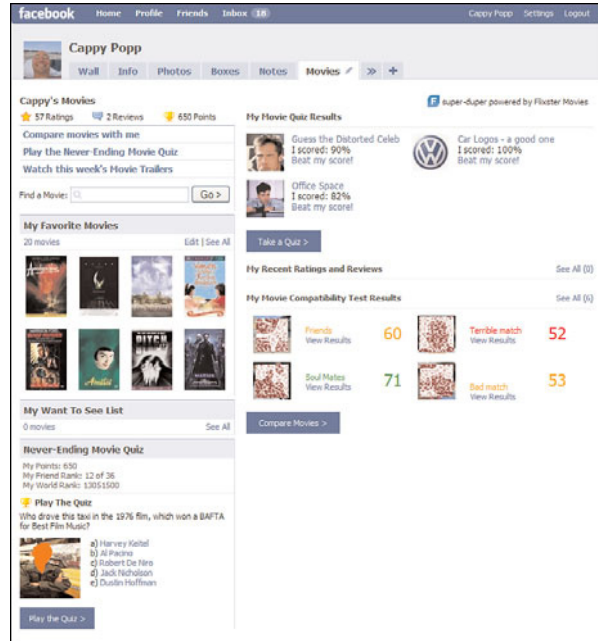 facebook Home Profile Friends Inbox 18 Cappy Popp Settings Logout
Cappy Popp
Wall Info Photos Boxes Notes Movies
Cappy's Movies
57 Ratings 2 Reviews 650 Points
Compare movies with me
Play the Never-Ending Movie Quiz
Watch this week's Movie Trailers
Find a Movie: Go >
My Favorite Movies
20 movies Edit | See All
Amélie
PITCH
My Want To See List
0 movies See All
Never-Ending Movie Quiz
My Points: 650
My Friend Rank: 12 of 36
My World Rank: 13051500
Play The Quiz
Who drove this taxi in the 1976 film, which won a BAFTA
for Best Film Music?
a) Harvey Keitel
b) Al Pacino
c) Robert De Niro
d) Jack Nicholson
e) Dustin Hoffman
Play the Quiz >
F super-duper powered by Flixster Movies
My Movie Quiz Results
Guess the Distorted Celeb
I scored: 90%
Beat my score!
Car Logos - a good one
I scored: 100%
Beat my score!
Office Space
I scored: 82%
Beat my score!
Take a Quiz >
My Recent Ratings and Reviews See All (0)
My Movie Compatibility Test Results See All (6)
Friends 60
View Results
Terrible match 52
View Results
Soul Mates 71
View Results
Bad match 53
View Results
Compare Movies >